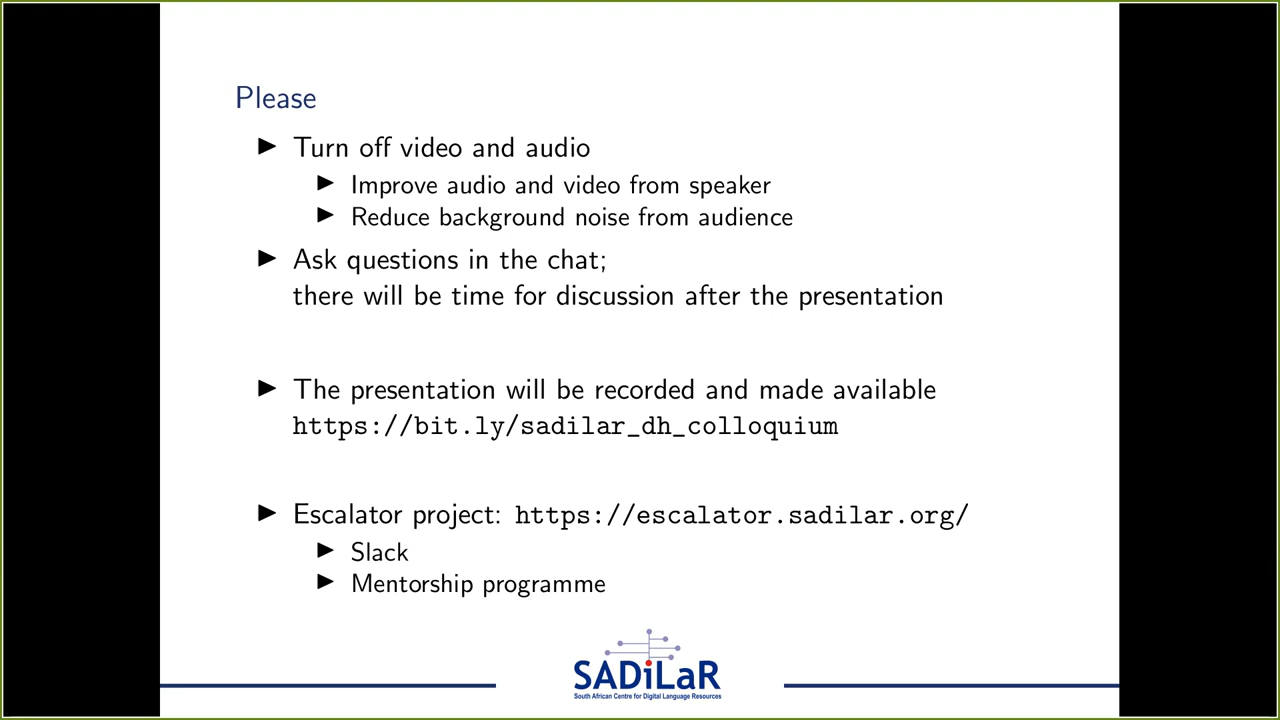 Please
▶ Turn off video and audio
▶ Improve audio and video from speaker
▶ Reduce background noise from audience
▶ Ask questions in the chat;
there will be time for discussion after the presentation
▶ The presentation will be recorded and made available
https://bit.ly/sadilar_dh_colloquium
▶ Escalator project: https://escalator.sadilar.org/
▶ Slack
▶ Mentorship programme
SADiLaR
South African Centre for Digital Language Resources